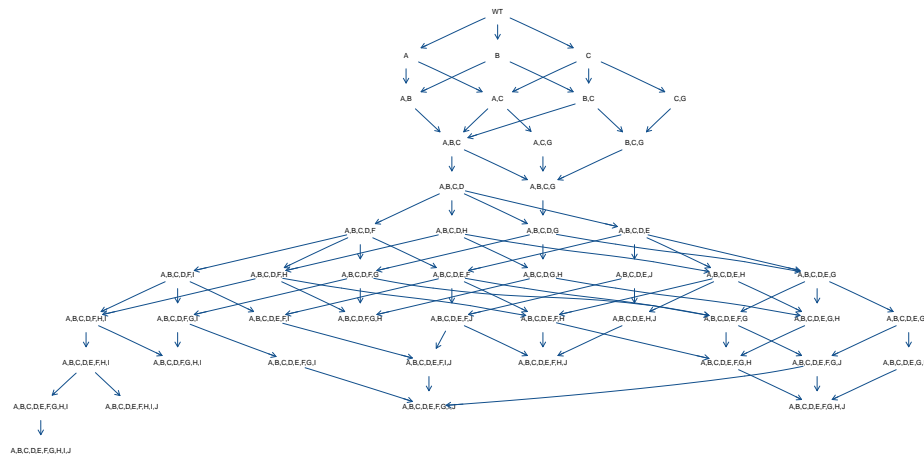 WT
A B C
A,B A,C B,C C,G
A,B,C A,C,G B,C,G
A,B,C,D A,B,C,G
A,B,C,D,F A,B,C,D,H A,B,C,D,G A,B,C,D,E
A,B,C,D,F,I A,B,C,D,F,H A,B,C,D,F,G A,B,C,D,E,F A,B,C,D,G,H A,B,C,D,E,J A,B,C,D,E,H A,B,C,D,E,G
A,B,C,D,F,H,I A,B,C,D,F,G,I A,B,C,D,E,F,I A,B,C,D,F,G,H A,B,C,D,E,F,J A,B,C,D,E,F,H A,B,C,D,E,H,J A,B,C,D,E,F,G A,B,C,D,E,G,H A,B,C,D,E,G
A,B,C,D,E,F,H,I A,B,C,D,F,G,H,I A,B,C,D,E,F,G,I A,B,C,D,E,F,I,J A,B,C,D,E,F,H,J A,B,C,D,E,F,G,H A,B,C,D,E,F,G,J A,B,C,D,E,G,
A,B,C,D,E,F,G,H,I A,B,C,D,E,F,H,I,J A,B,C,D,E,F,G,I,J A,B,C,D,E,F,G,H,J
A,B,C,D,E,F,G,H,I,J